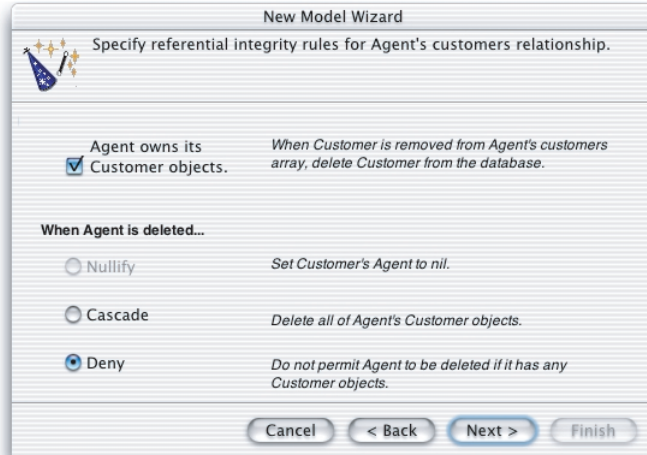 New Model Wizard
Specify referential integrity rules for Agent's customers relationship.
Agent owns its
Customer objects.
When Customer is removed from Agent's customers
array, delete Customer from the database.
When Agent is deleted...
Nullify
Set Customer's Agent to nil.
Cascade
Delete all of Agent's Customer objects.
Deny
Do not permit Agent to be deleted if it has any
Customer objects.
Cancel
< Back
Next >
Finish